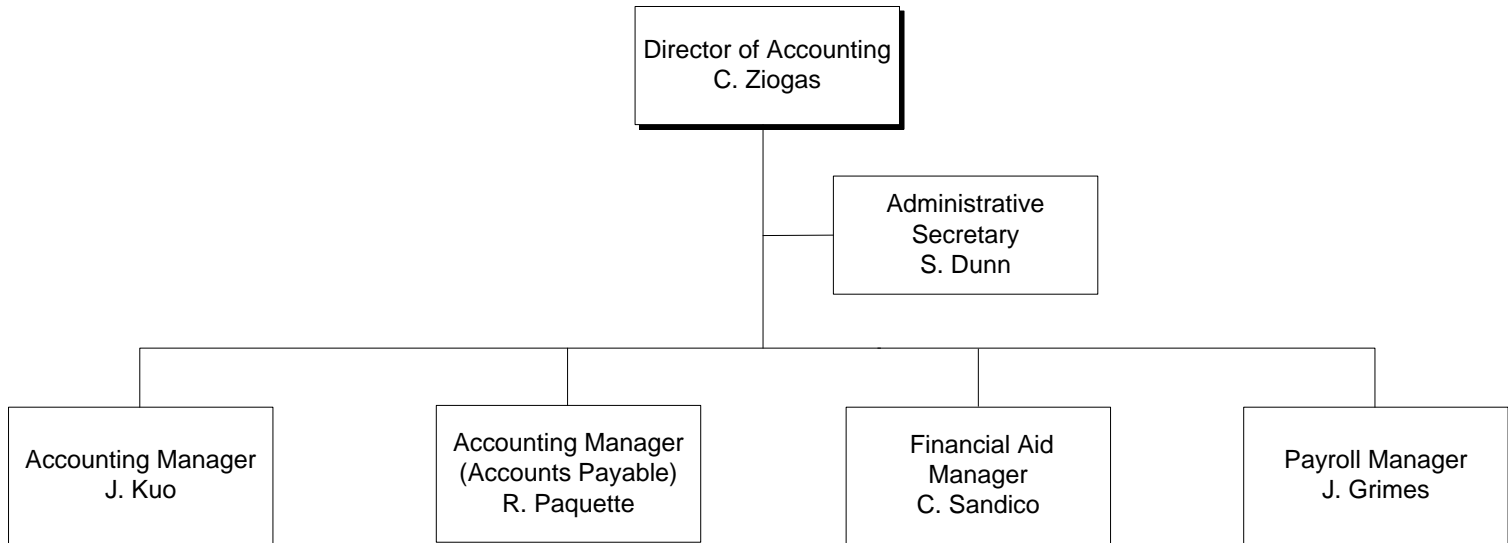 Director of Accounting
C. Ziogas
Administrative
Secretary
S. Dunn
Accounting Manager
J. Kuo
Accounting Manager
(Accounts Payable)
R. Paquette
Financial Aid
Manager
C. Sandico
Payroll Manager
J. Grimes